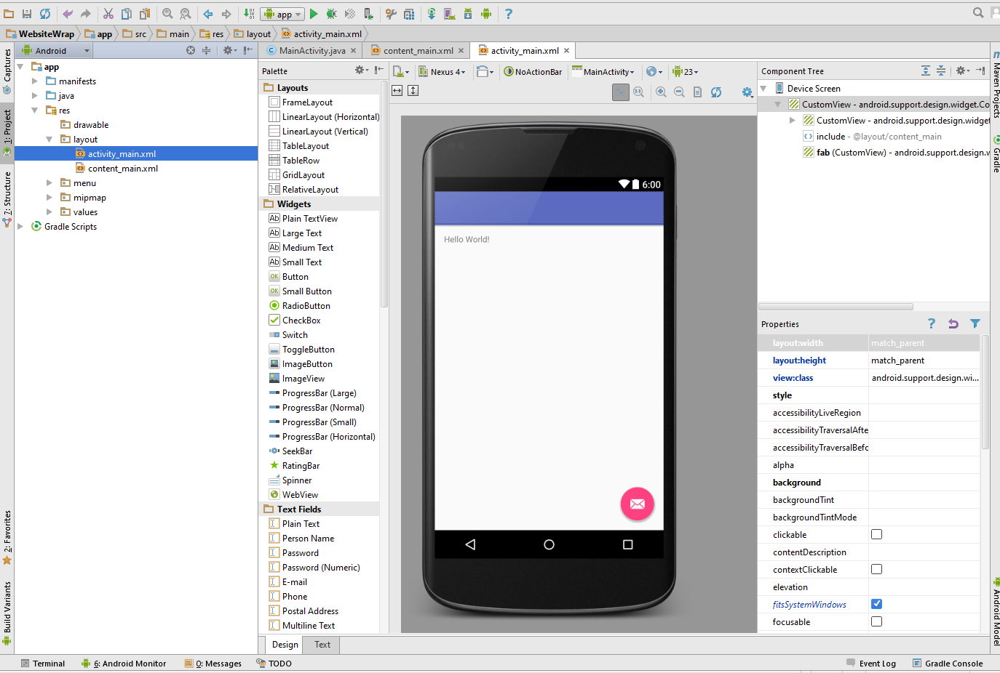 app
WebsiteWrap
app
src
main
res
layout
activity_main.xml
Captures
1: Project
7: Structure
2: Favorites
Build Variants
Android
app
manifests
java
res
drawable
layout
activity_main.xml
content_main.xml
menu
mipmap
values
Gradle Scripts
MainActivity.java
content_main.xml
activity_main.xml
Palette
Layouts
FrameLayout
LinearLayout (Horizontal)
LinearLayout (Vertical)
TableLayout
TableRow
GridLayout
RelativeLayout
Widgets
Ab Plain TextView
Ab Large Text
Ab Medium Text
Ab Small Text
OK Button
OK Small Button
RadioButton
CheckBox
Switch
ToggleButton
ImageButton
ImageView
ProgressBar (Large)
ProgressBar (Normal)
ProgressBar (Small)
ProgressBar (Horizontal)
SeekBar
RatingBar
Spinner
WebView
Text Fields
Plain Text
Person Name
Password
Password (Numeric)
E-mail
Phone
Postal Address
Multiline Text
Nexus 4
NoActionBar
MainActivity
23
1:1
6:00
Hello World!
Design
Text
Component Tree
Device Screen
CustomView - android.support.design.widget.Co
CustomView - android.support.design.widget
include - @layout/content_main
fab (CustomView) - android.support.design.v
Properties
layout:width match_parent
layout:height match_parent
view:class android.support.design.wi...
style
accessibilityLiveRegion
accessibilityTraversalAfte
accessibilityTraversalBefo
alpha
background
backgroundTint
backgroundTintMode
clickable
contentDescription
contextClickable
elevation
fitsSystemWindows
focusable
Maven Projects
Gradle
Android Model
Terminal
6: Android Monitor
0: Messages
TODO
Event Log
Gradle Console